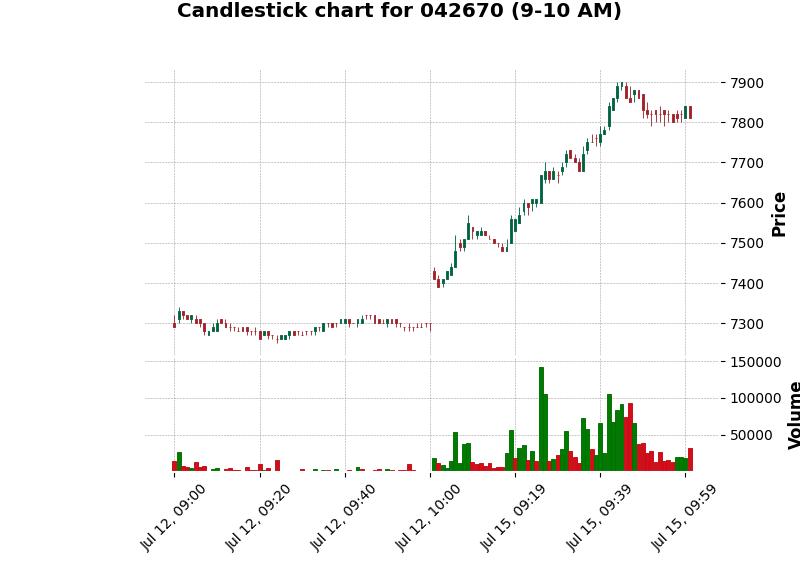 Candlestick chart for 042670 (9-10 AM)
7900
7800
7700
7600
7500
7400
7300
Price
150000
100000
50000
Volume
Jul 12, 09:00
Jul 12, 09:20
Jul 12, 09:40
Jul 12, 10:00
Jul 15, 09:19
Jul 15, 09:39
Jul 15, 09:59